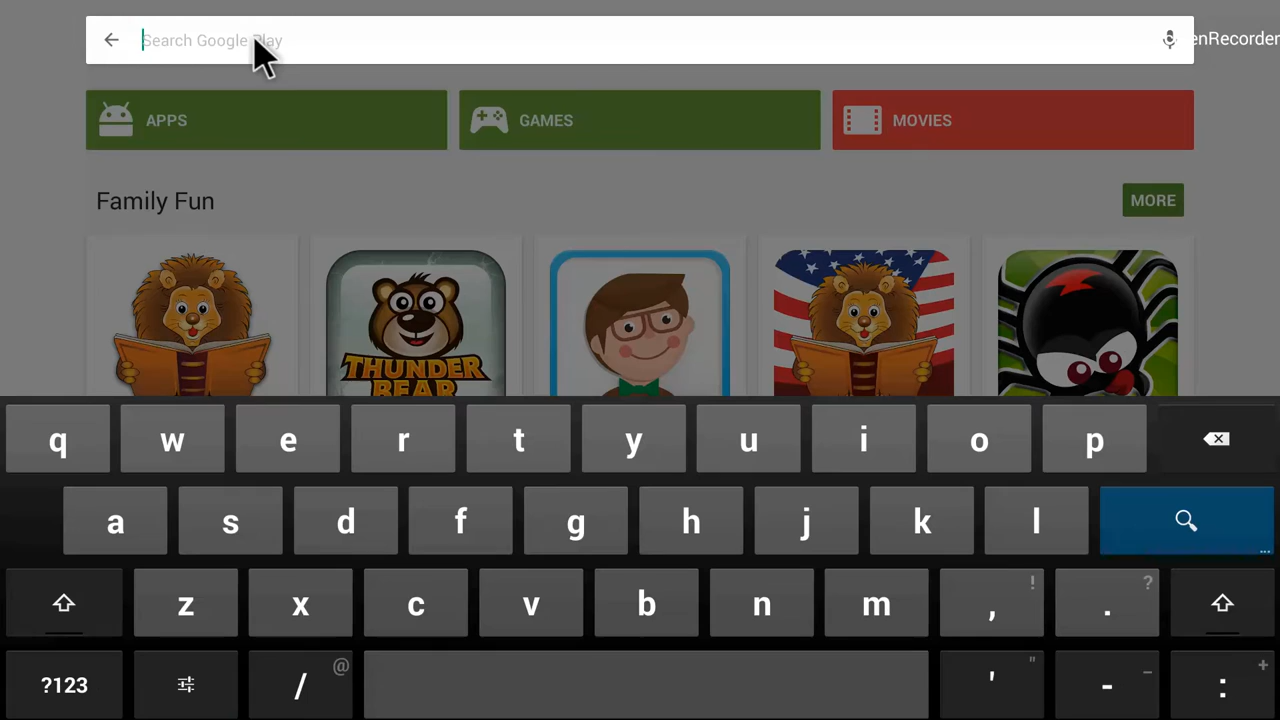 Search Google Play
enRecorder
APPS
GAMES
MOVIES
Family Fun
MORE
THUNDER
BEAR
q w e r t y u i o p
a s d f g h j k l
...
z x c v b n m , ! . ?
?123 / @ ' " - _ : +